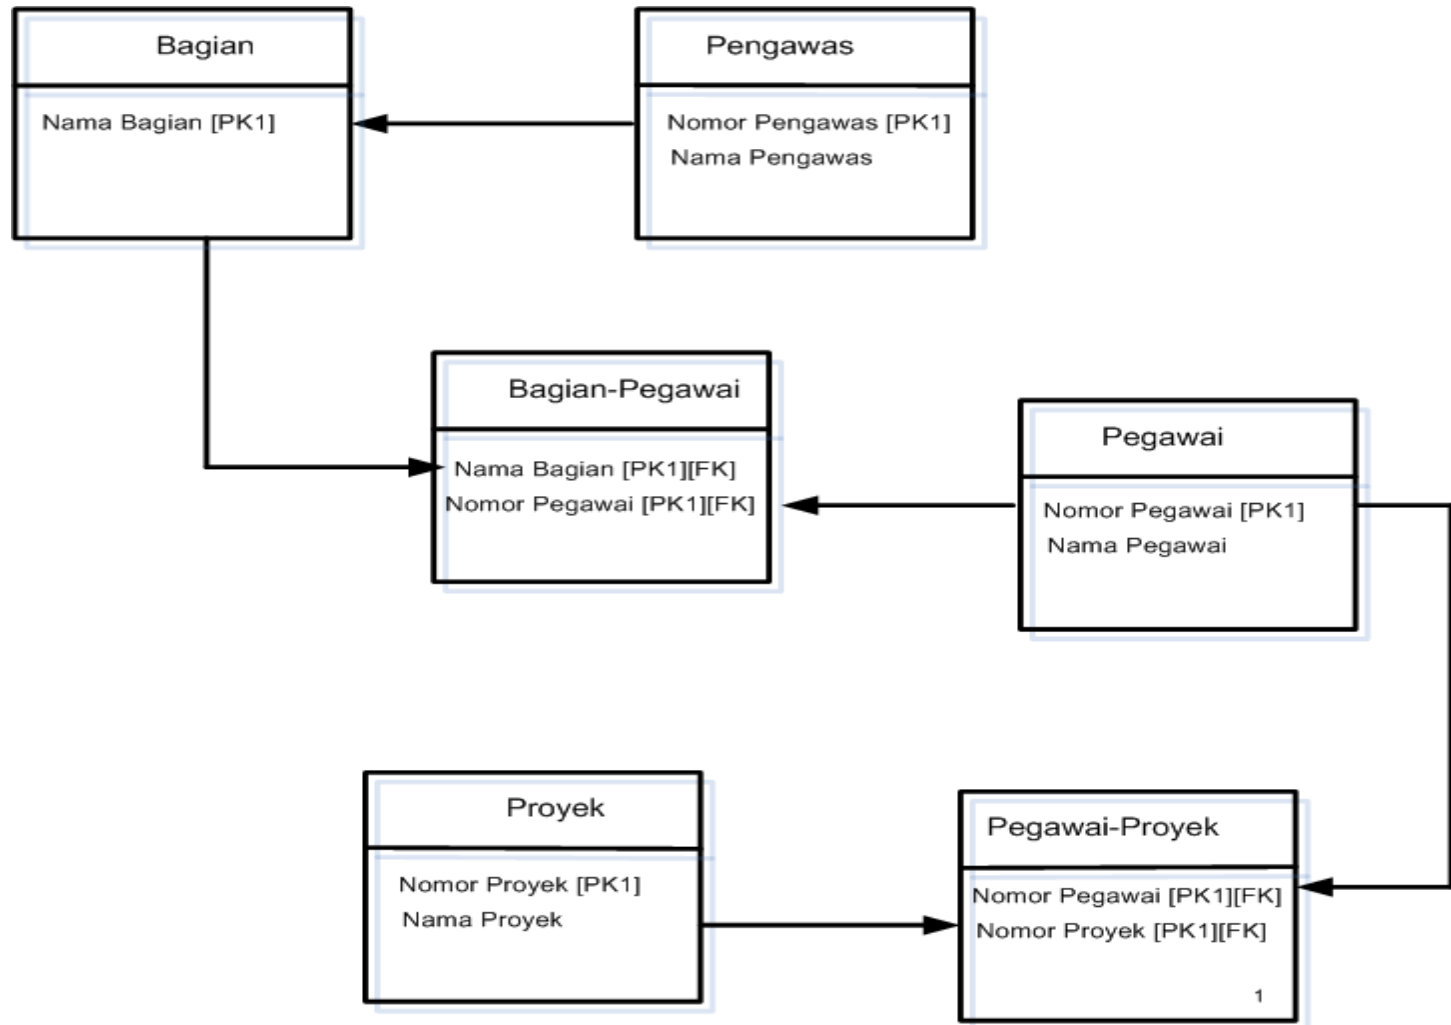 Bagian
Nama Bagian [PK1]
Pengawas
Nomor Pengawas [PK1]
Nama Pengawas
Bagian-Pegawai
Nama Bagian [PK1][FK]
Nomor Pegawai [PK1][FK]
Pegawai
Nomor Pegawai [PK1]
Nama Pegawai
Proyek
Nomor Proyek [PK1]
Nama Proyek
Pegawai-Proyek
Nomor Pegawai [PK1][FK]
Nomor Proyek [PK1][FK]
1